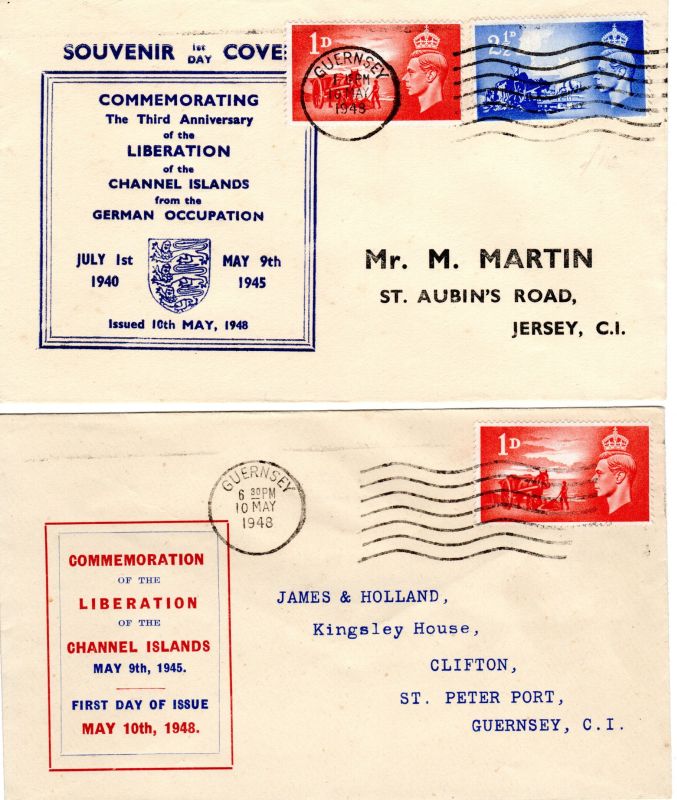 SOUVENIR 1st DAY COVE
1D
2½D
GUERNSEY
10 MAY
1948
COMMEMORATING
The Third Anniversary
of the
LIBERATION
of the
CHANNEL ISLANDS
from the
GERMAN OCCUPATION
JULY 1st MAY 9th
1940 1945
Issued 10th MAY, 1948
Mr. M. MARTIN
ST. AUBIN'S ROAD,
JERSEY, C.I.
1D
GUERNSEY
6 30PM
10 MAY
1948
COMMEMORATION
OF THE
LIBERATION
OF THE
CHANNEL ISLANDS
MAY 9th, 1945.
FIRST DAY OF ISSUE
MAY 10th, 1948.
JAMES & HOLLAND,
Kingsley House,
CLIFTON,
ST. PETER PORT,
GUERNSEY, C.I.